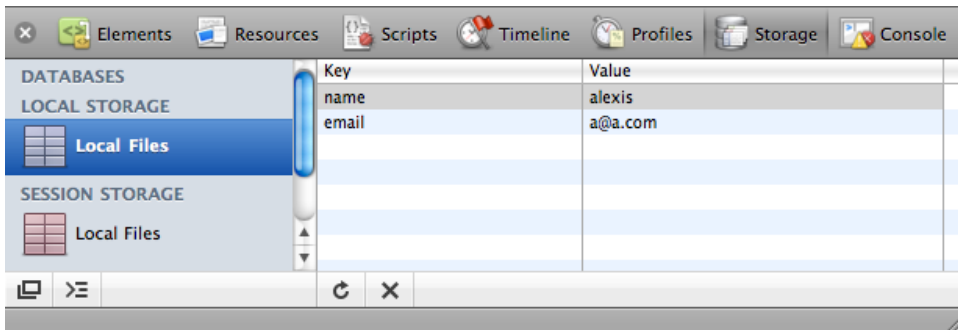 Elements Resources Scripts Timeline Profiles Storage Console
DATABASES
LOCAL STORAGE
Local Files
SESSION STORAGE
Local Files
Key Value
name alexis
email a@a.com